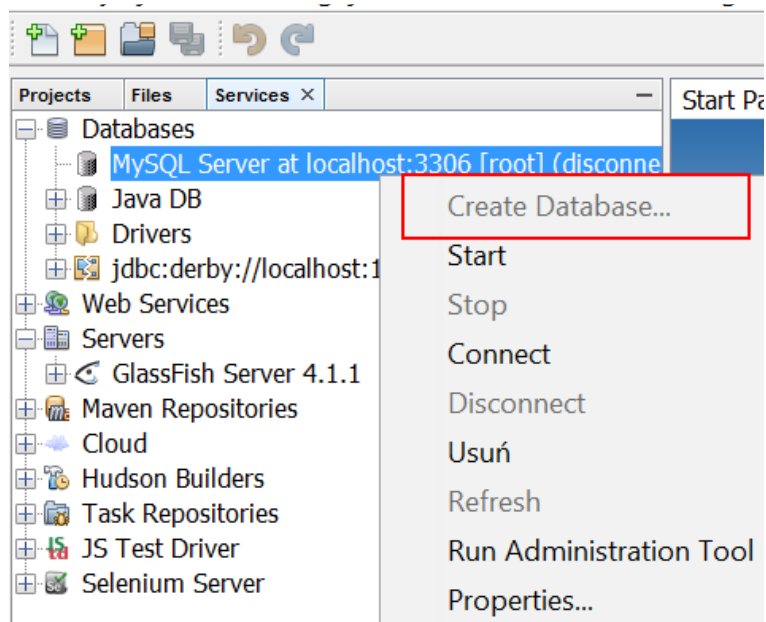 Projects Files Services
Start Pa
Databases
MySQL Server at localhost:3306 [root] (disconne
Java DB
Drivers
jdbc:derby://localhost:1
Web Services
Servers
GlassFish Server 4.1.1
Maven Repositories
Cloud
Hudson Builders
Task Repositories
JS Test Driver
Selenium Server
Create Database...
Start
Stop
Connect
Disconnect
Usuń
Refresh
Run Administration Tool
Properties...